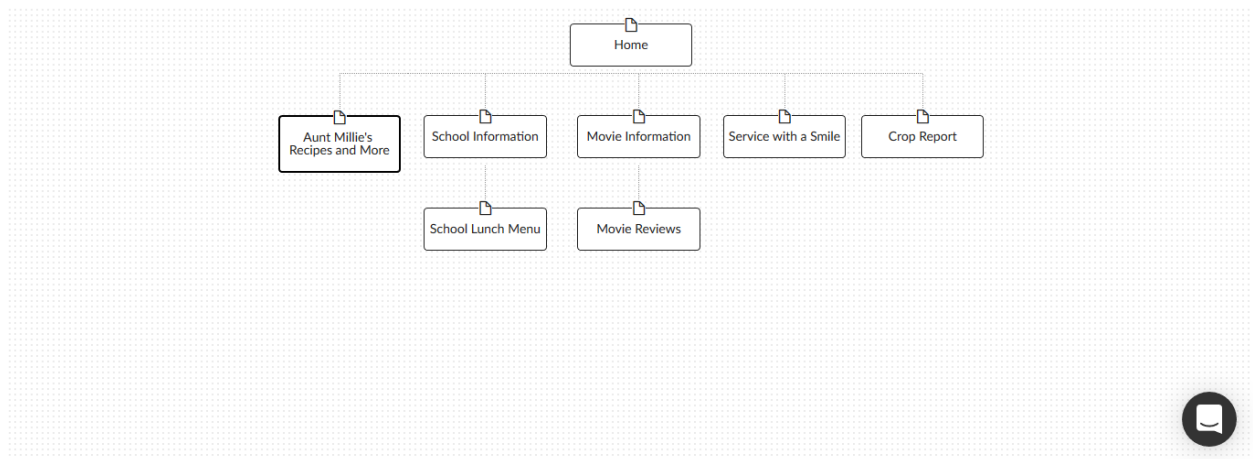 Home
Aunt Millie's
Recipes and More
School Information
Movie Information
Service with a Smile
Crop Report
School Lunch Menu
Movie Reviews